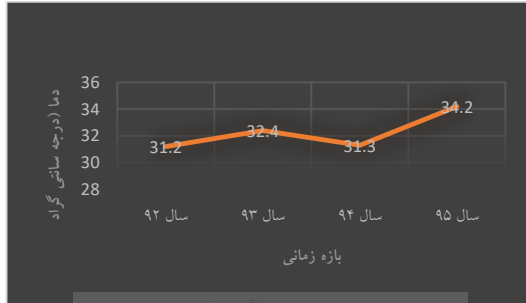 36
34
32
30
28
دما (درجه سانتی گراد
31.2
32.4
31.3
34.2
سال ۹۲
سال ۹۳
سال ۹۴
سال ۹۵
بازه زمانی